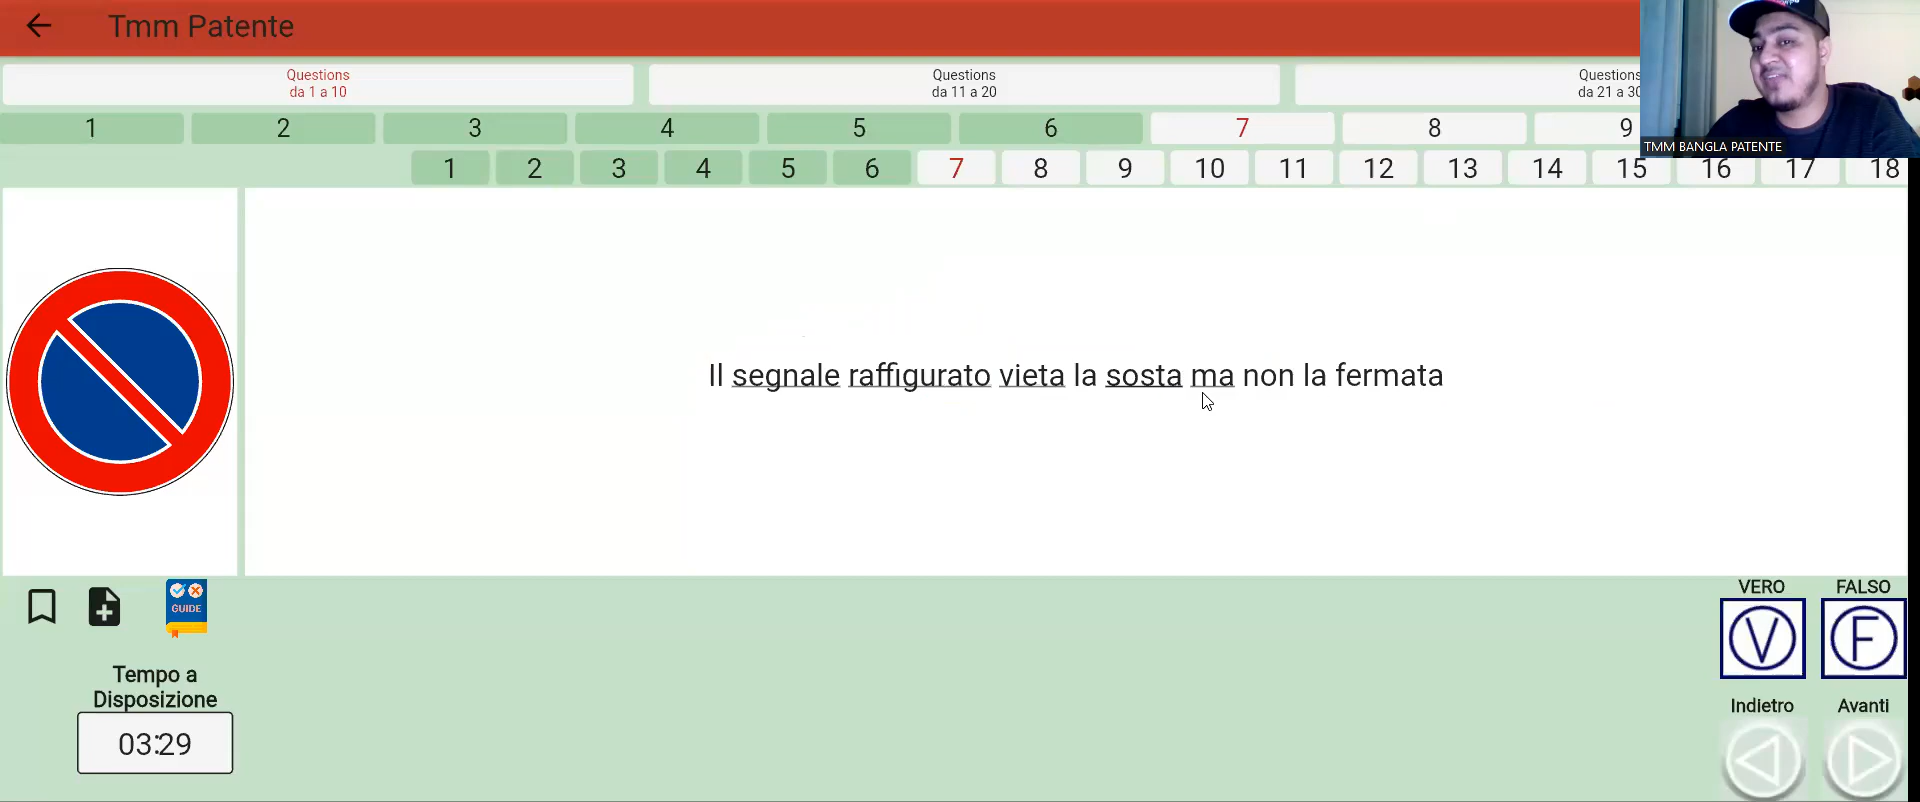 Tmm Patente
Questions
da 1 a 10
Questions
da 11 a 20
Questions
da 21 a 30
1 2 3 4 5 6 7 8 9
TMM BANGLA PATENTE
1 2 3 4 5 6 7 8 9 10 11 12 13 14 15 16 17 18
Il segnale raffigurato vieta la sosta ma non la fermata
GUIDE
VERO FALSO
V F
Tempo a
Disposizione
03:29
Indietro Avanti